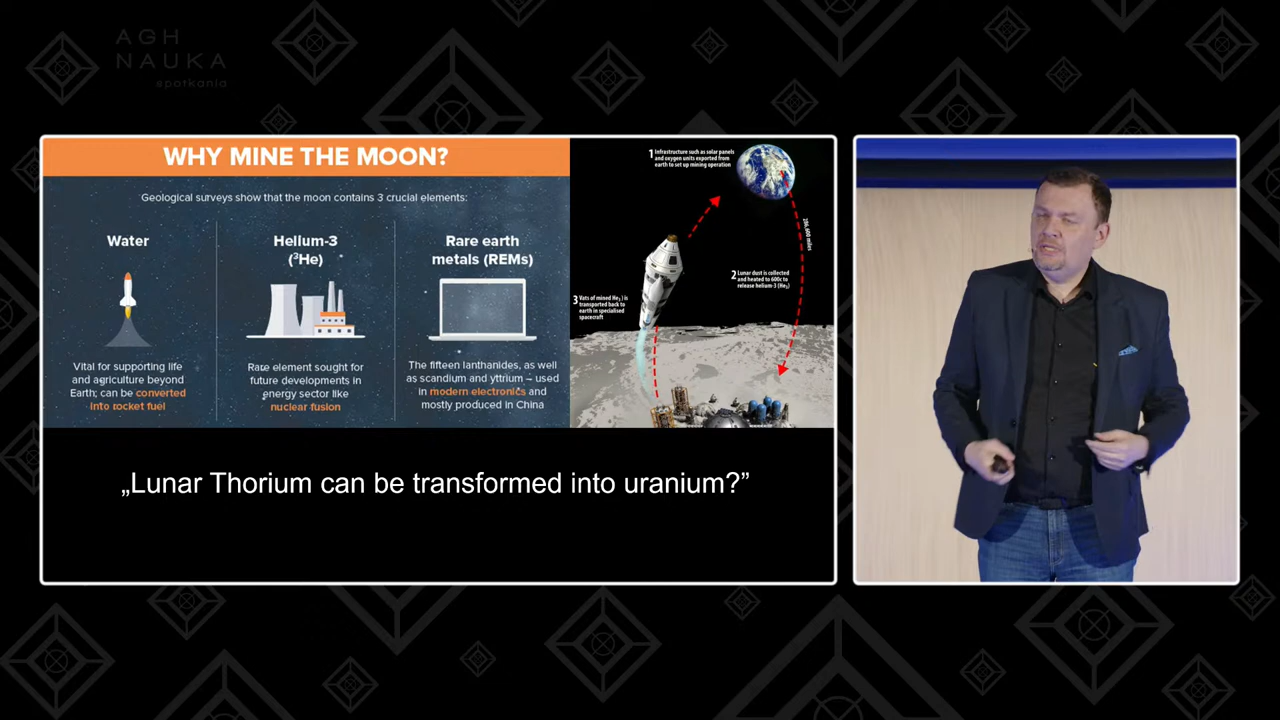 AGH
NAUKA
spotkania
WHY MINE THE MOON?
Geological surveys show that the moon contains 3 crucial elements:
Water
Vital for supporting life
and agriculture beyond
Earth; can be converted
into rocket fuel
Helium-3
(³He)
Rare element sought for
future developments in
energy sector like
nuclear fusion
Rare earth
metals (REMs)
The fifteen lanthanides, as well
as scandium and yttrium – used
in modern electronics and
mostly produced in China
1 Infrastructure such as solar panels
and oxygen units exported from
earth to set up mining operation
286,600 miles
2 Lunar dust is collected
and heated to 600c to
release helium-3 (He₃)
3 Vats of mined He₃ is
transported back to
earth in specialised
spacecraft
„Lunar Thorium can be transformed into uranium?”